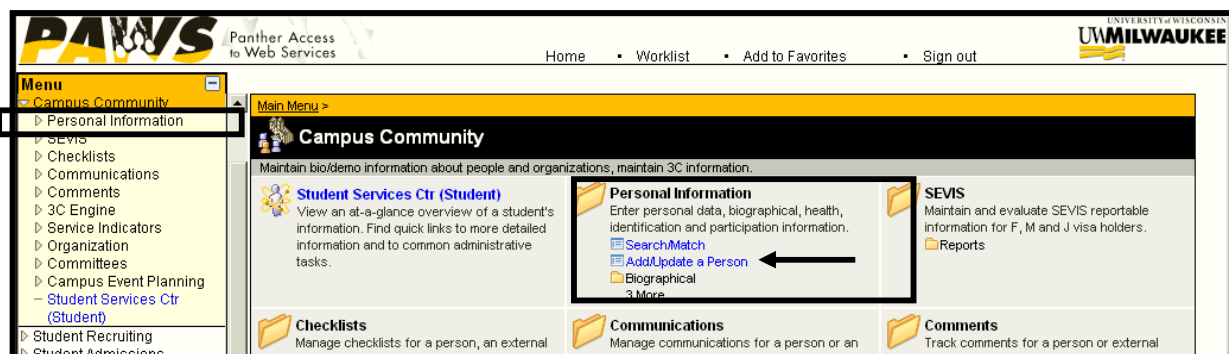 PAWS
Panther Access
to Web Services
Home • Worklist • Add to Favorites • Sign out
UNIVERSITY of WISCONSIN
UWMILWAUKEE
Menu
Campus Community
Personal Information
SEVIS
Checklists
Communications
Comments
3C Engine
Service Indicators
Organization
Committees
Campus Event Planning
Student Services Ctr
(Student)
Student Recruiting
Student Admissions
Main Menu >
Campus Community
Maintain bio/demo information about people and organizations, maintain 3C information.
Student Services Ctr (Student)
View an at-a-glance overview of a student's
information. Find quick links to more detailed
information and to common administrative
tasks.
Personal Information
Enter personal data, biographical, health,
identification and participation information.
Search/Match
Add/Update a Person
Biographical
3 More...
SEVIS
Maintain and evaluate SEVIS reportable
information for F, M and J visa holders.
Reports
Checklists
Manage checklists for a person, an external
Communications
Manage communications for a person or an
Comments
Track comments for a person or external